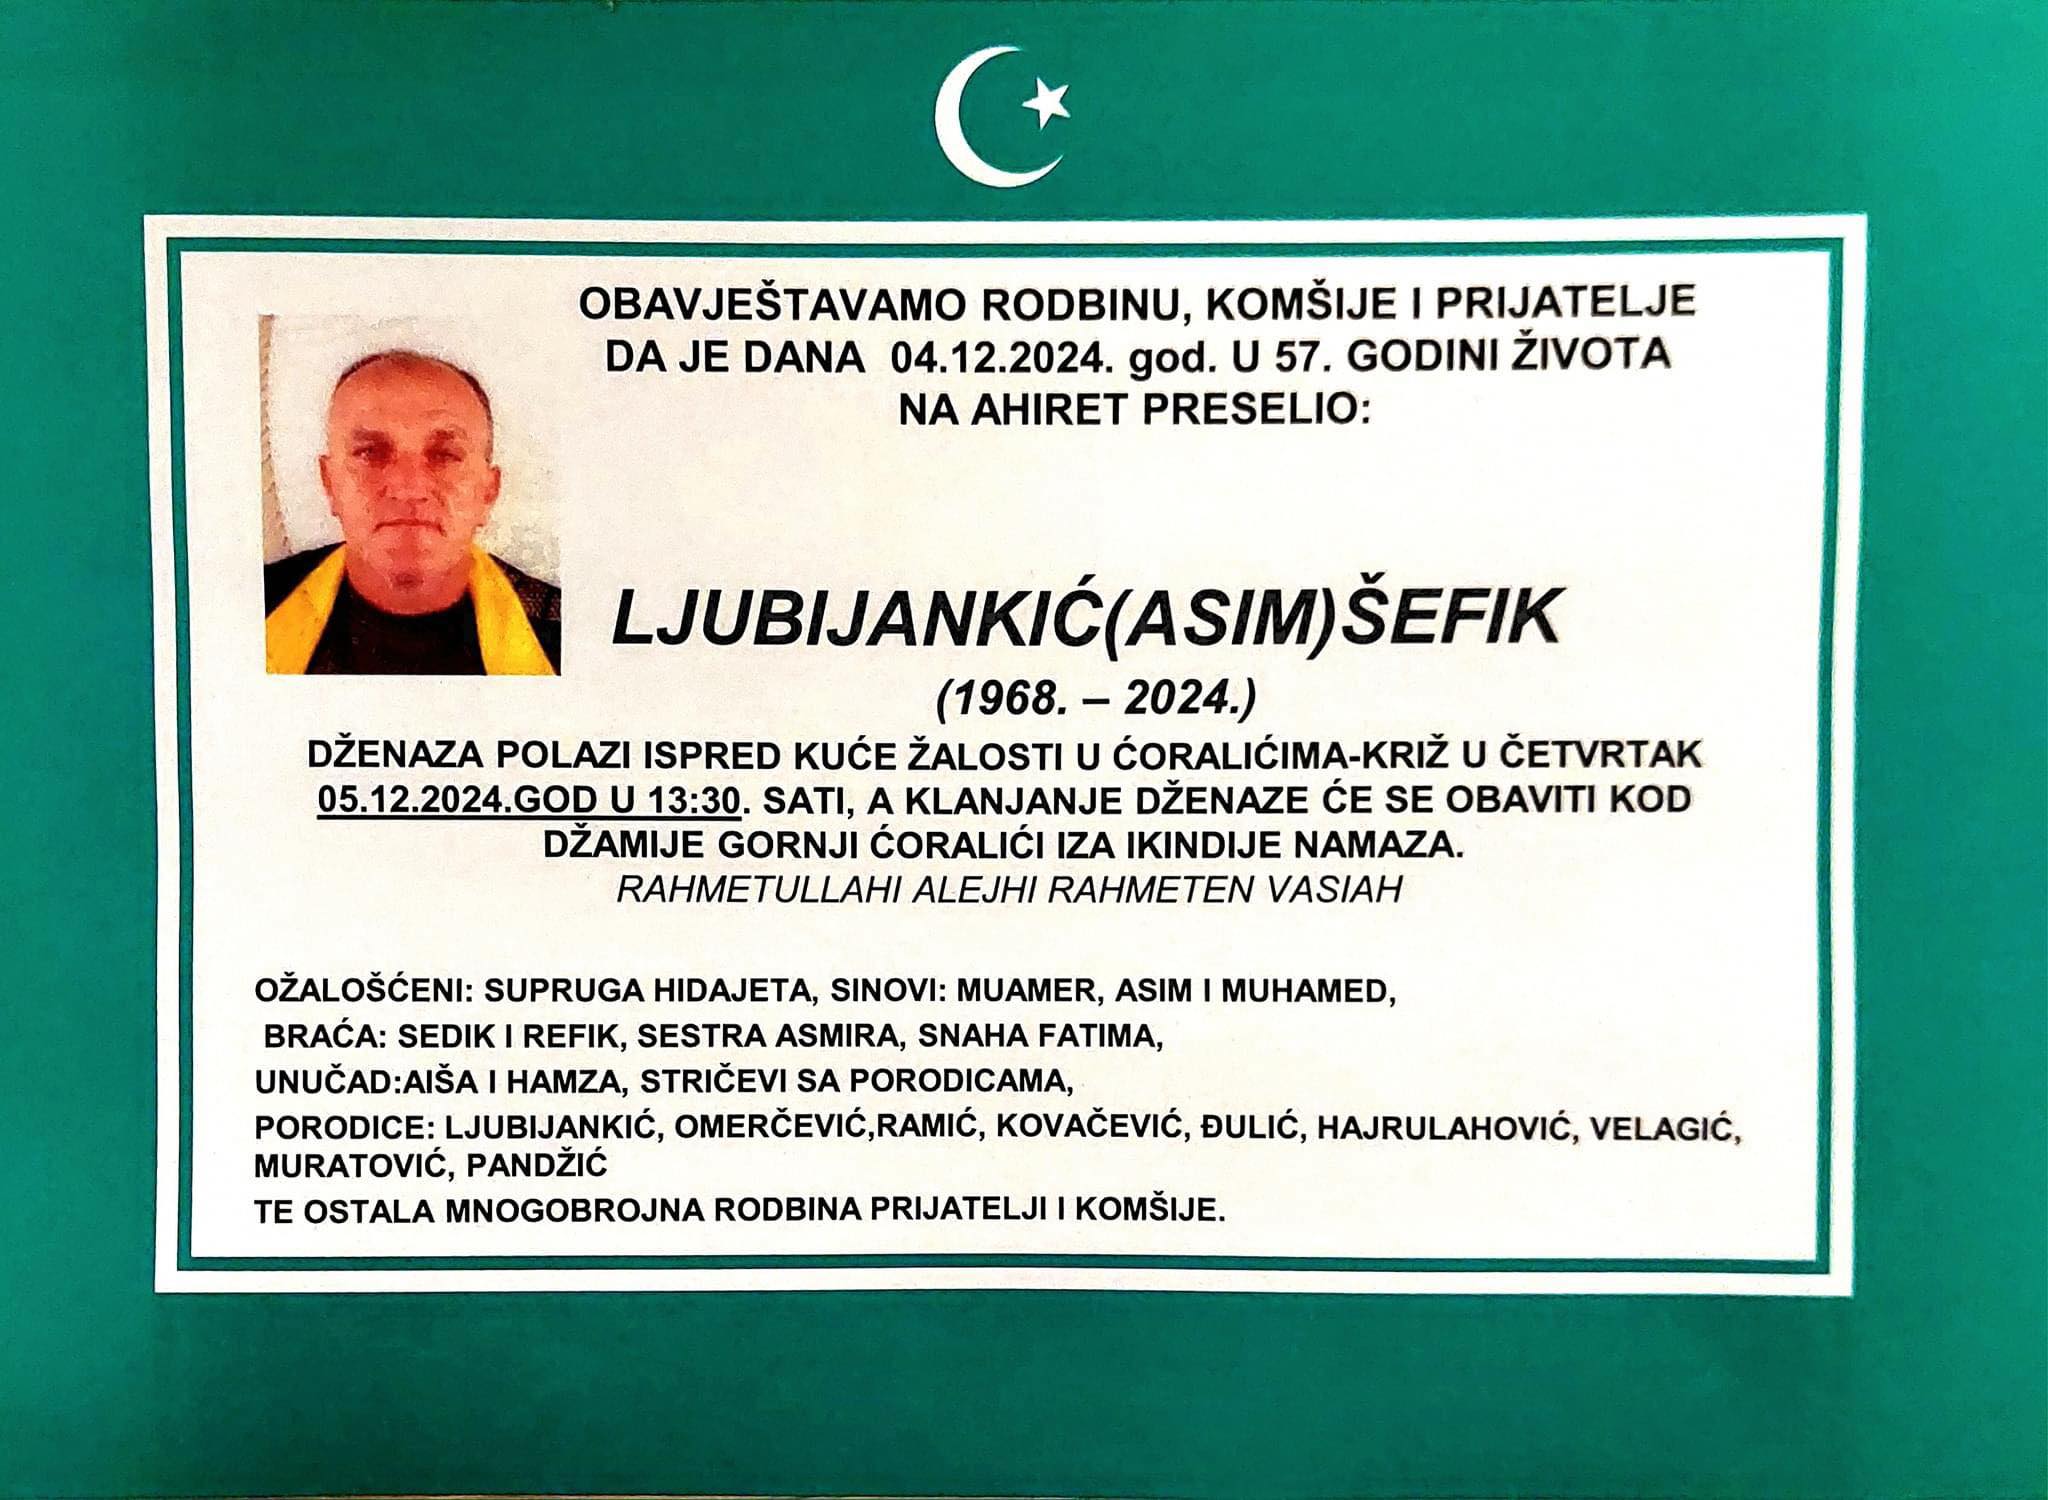 OBAVJEŠTAVAMO RODBINU, KOMŠIJE I PRIJATELJE
DA JE DANA 04.12.2024. god. U 57. GODINI ŽIVOTA
NA AHIRET PRESELIO:
LJUBIJANKIĆ(ASIM)ŠEFIK
(1968. – 2024.)
DŽENAZA POLAZI ISPRED KUĆE ŽALOSTI U ĆORALIĆIMA-KRIŽ U ČETVRTAK
05.12.2024.GOD U 13:30. SATI, A KLANJANJE DŽENAZE ĆE SE OBAVITI KOD
DŽAMIJE GORNJI ĆORALIĆI IZA IKINDIJE NAMAZA.
RAHMETULLAHI ALEJHI RAHMETEN VASIAH
OŽALOŠĆENI: SUPRUGA HIDAJETA, SINOVI: MUAMER, ASIM I MUHAMED,
BRAĆA: SEDIK I REFIK, SESTRA ASMIRA, SNAHA FATIMA,
UNUČAD:AIŠA I HAMZA, STRIČEVI SA PORODICAMA,
PORODICE: LJUBIJANKIĆ, OMERČEVIĆ,RAMIĆ, KOVAČEVIĆ, ĐULIĆ, HAJRULAHOVIĆ, VELAGIĆ,
MURATOVIĆ, PANDŽIĆ
TE OSTALA MNOGOBROJNA RODBINA PRIJATELJI I KOMŠIJE.